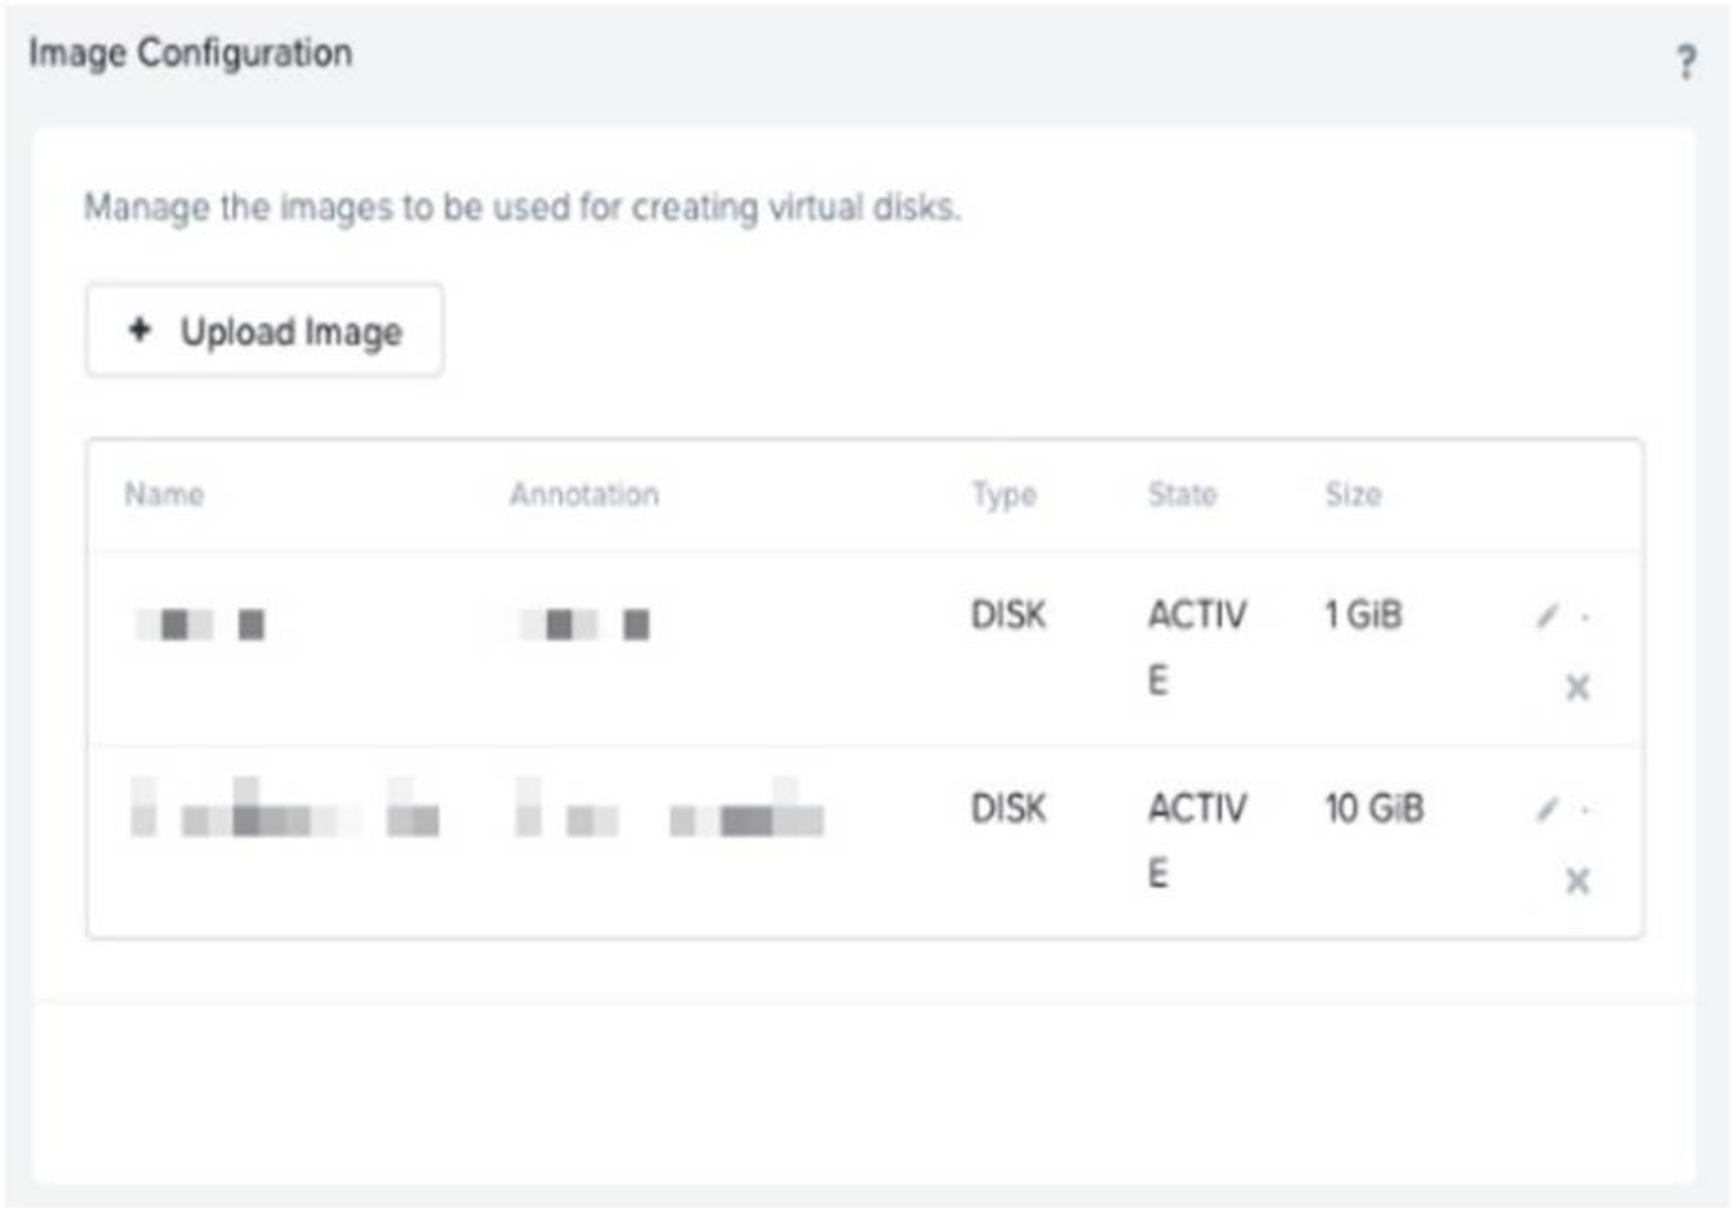 Image Configuration
?
Manage the images to be used for creating virtual disks.
+ Upload Image
Name Annotation Type State Size
DISK ACTIV 1 GiB
E
DISK ACTIV 10 GiB
E